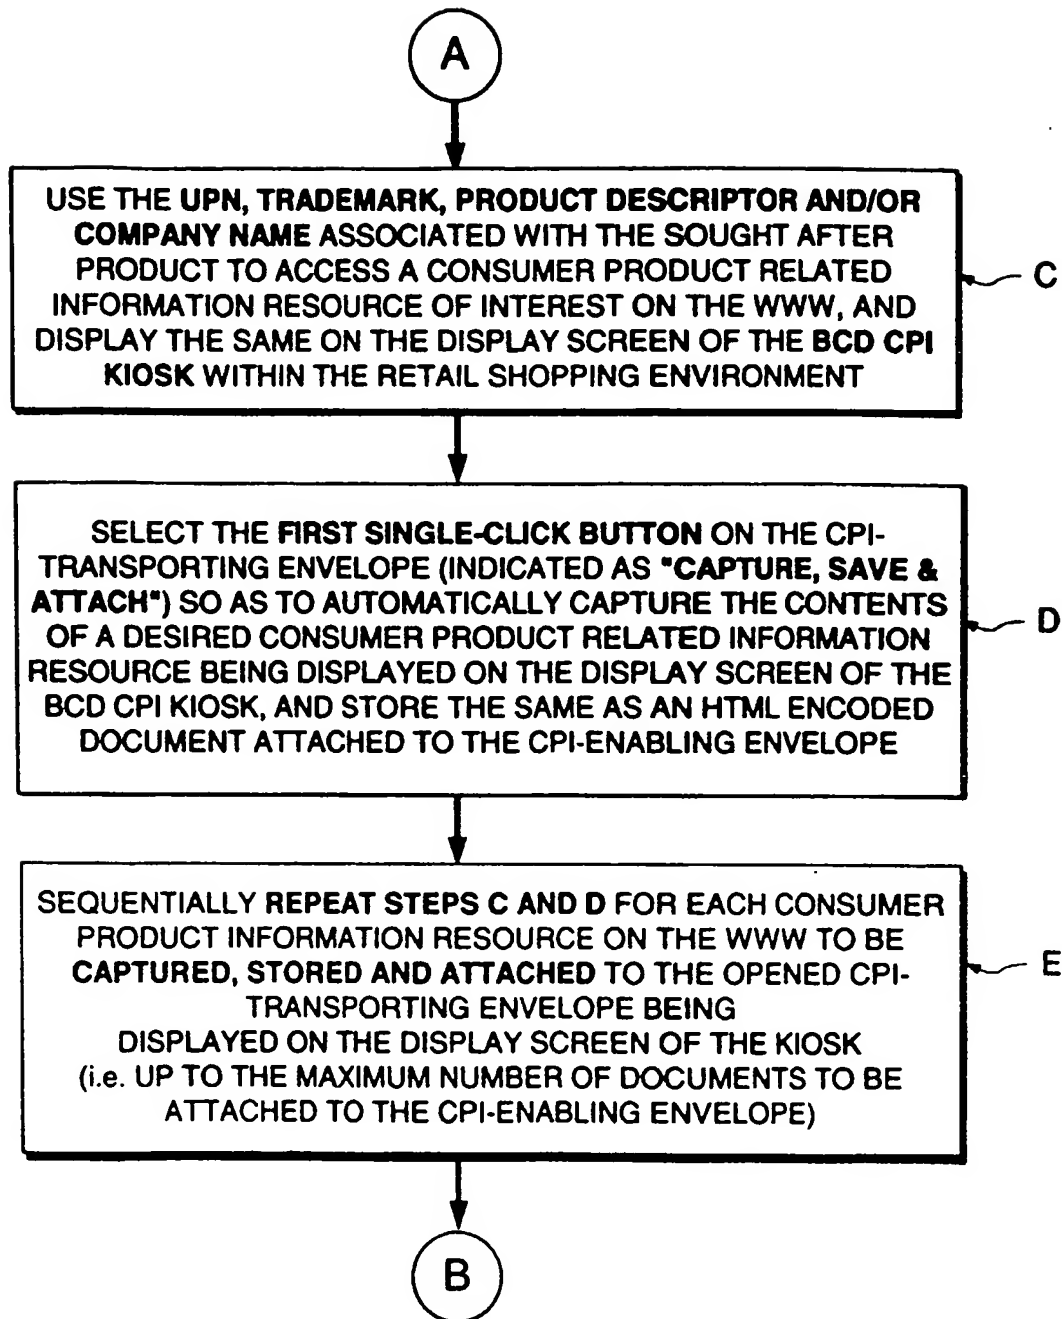 A
USE THE UPN, TRADEMARK, PRODUCT DESCRIPTOR AND/OR
COMPANY NAME ASSOCIATED WITH THE SOUGHT AFTER
PRODUCT TO ACCESS A CONSUMER PRODUCT RELATED
INFORMATION RESOURCE OF INTEREST ON THE WWW, AND
DISPLAY THE SAME ON THE DISPLAY SCREEN OF THE BCD CPI
KIOSK WITHIN THE RETAIL SHOPPING ENVIRONMENT
C
SELECT THE FIRST SINGLE-CLICK BUTTON ON THE CPI-
TRANSPORTING ENVELOPE (INDICATED AS "CAPTURE, SAVE &
ATTACH") SO AS TO AUTOMATICALLY CAPTURE THE CONTENTS
OF A DESIRED CONSUMER PRODUCT RELATED INFORMATION
RESOURCE BEING DISPLAYED ON THE DISPLAY SCREEN OF THE
BCD CPI KIOSK, AND STORE THE SAME AS AN HTML ENCODED
DOCUMENT ATTACHED TO THE CPI-ENABLING ENVELOPE
D
SEQUENTIALLY REPEAT STEPS C AND D FOR EACH CONSUMER
PRODUCT INFORMATION RESOURCE ON THE WWW TO BE
CAPTURED, STORED AND ATTACHED TO THE OPENED CPI-
TRANSPORTING ENVELOPE BEING
DISPLAYED ON THE DISPLAY SCREEN OF THE KIOSK
(i.e. UP TO THE MAXIMUM NUMBER OF DOCUMENTS TO BE
ATTACHED TO THE CPI-ENABLING ENVELOPE)
E
B